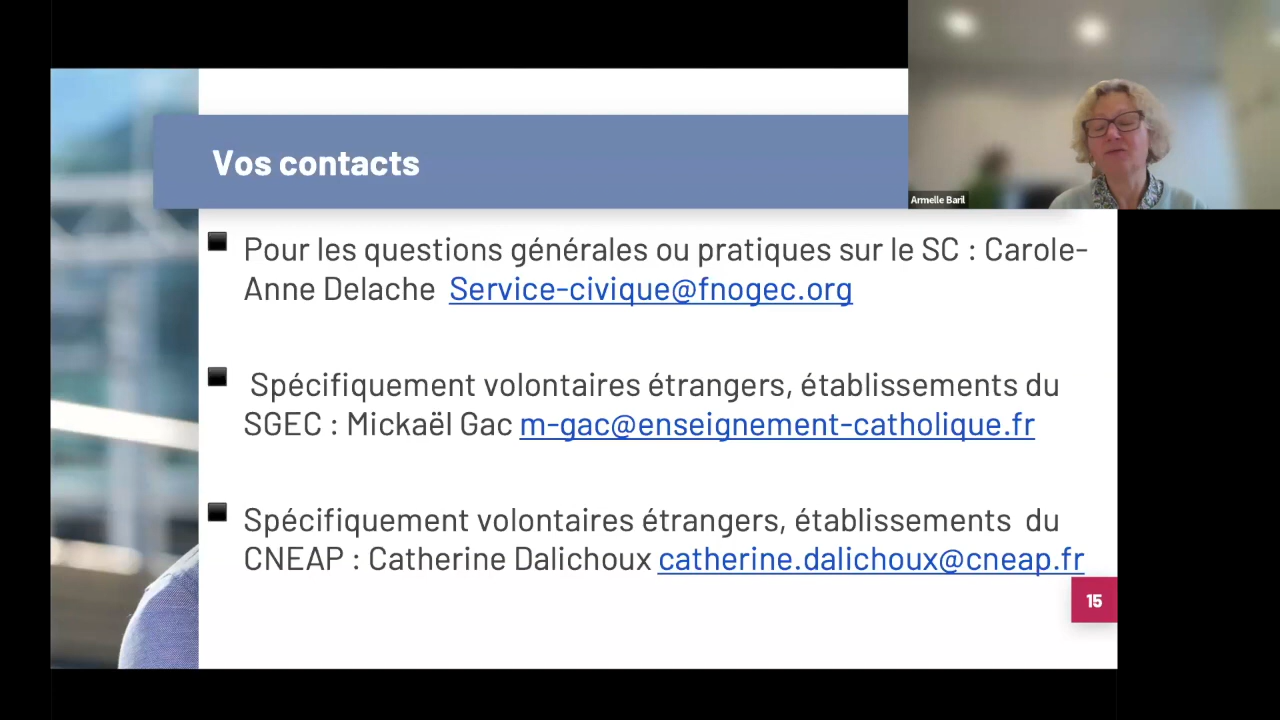 Vos contacts
Armelle Baril
Pour les questions générales ou pratiques sur le SC : Carole-
Anne Delache Service-civique@fnogec.org
Spécifiquement volontaires étrangers, établissements du
SGEC : Mickaël Gac m-gac@enseignement-catholique.fr
Spécifiquement volontaires étrangers, établissements du
CNEAP : Catherine Dalichoux catherine.dalichoux@cneap.fr
15